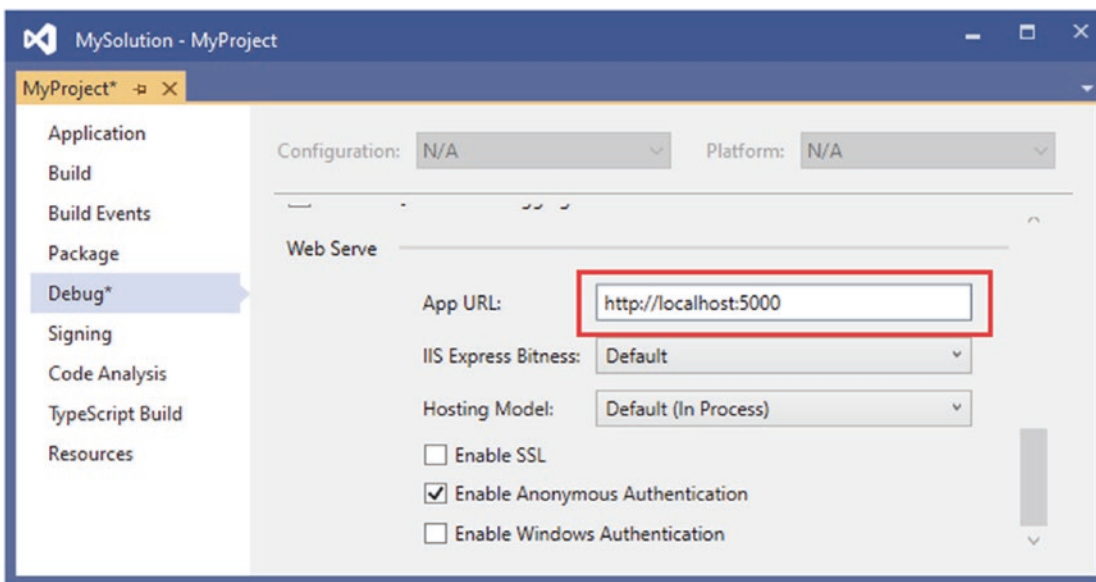 MySolution - MyProject
MyProject*
Application
Build
Build Events
Package
Debug*
Signing
Code Analysis
TypeScript Build
Resources
Configuration: N/A Platform: N/A
Web Serve
App URL: http://localhost:5000
IIS Express Bitness: Default
Hosting Model: Default (In Process)
Enable SSL
Enable Anonymous Authentication
Enable Windows Authentication